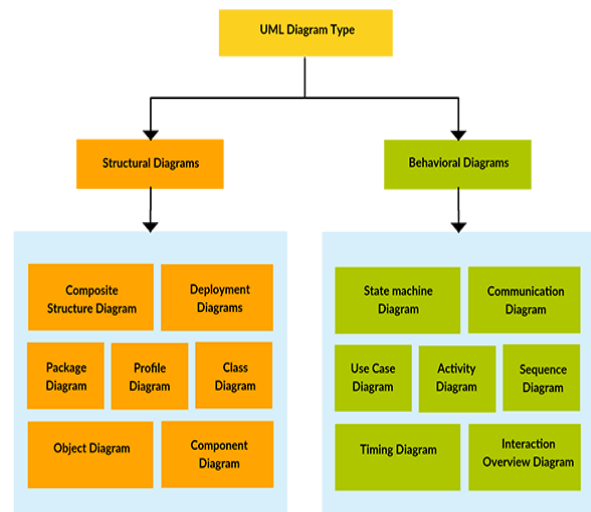 UML Diagram Type
Structural Diagrams
Behavioral Diagrams
Composite
Structure Diagram
Deployment
Diagrams
Package
Diagram
Profile
Diagram
Class
Diagram
Object Diagram
Component
Diagram
State machine
Diagram
Communication
Diagram
Use Case
Diagram
Activity
Diagram
Sequence
Diagram
Timing Diagram
Interaction
Overview Diagram